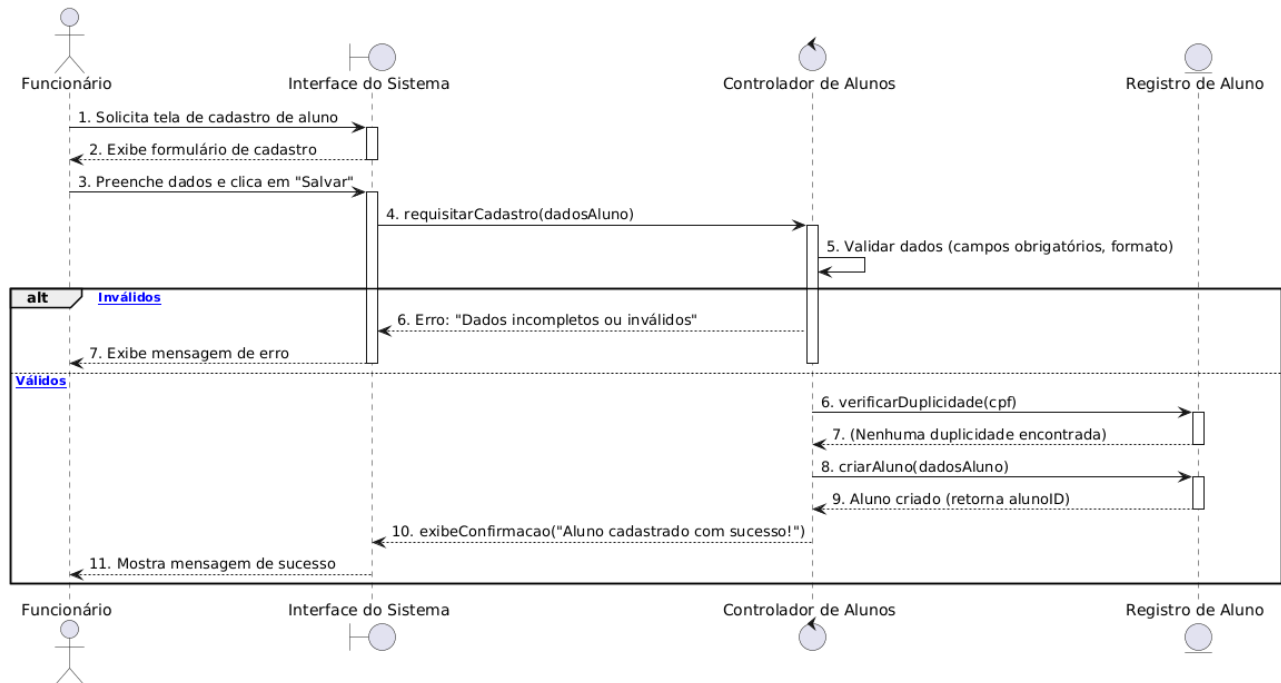 Funcionário
Interface do Sistema
Controlador de Alunos
Registro de Aluno
1. Solicita tela de cadastro de aluno
2. Exibe formulário de cadastro
3. Preenche dados e clica em "Salvar"
4. requisitarCadastro(dadosAluno)
5. Validar dados (campos obrigatórios, formato)
alt
Inválidos
6. Erro: "Dados incompletos ou inválidos"
7. Exibe mensagem de erro
Válidos
6. verificarDuplicidade(cpf)
7. (Nenhuma duplicidade encontrada)
8. criarAluno(dadosAluno)
9. Aluno criado (retorna alunoID)
10. exibeConfirmacao("Aluno cadastrado com sucesso!")
11. Mostra mensagem de sucesso
Funcionário
Interface do Sistema
Controlador de Alunos
Registro de Aluno